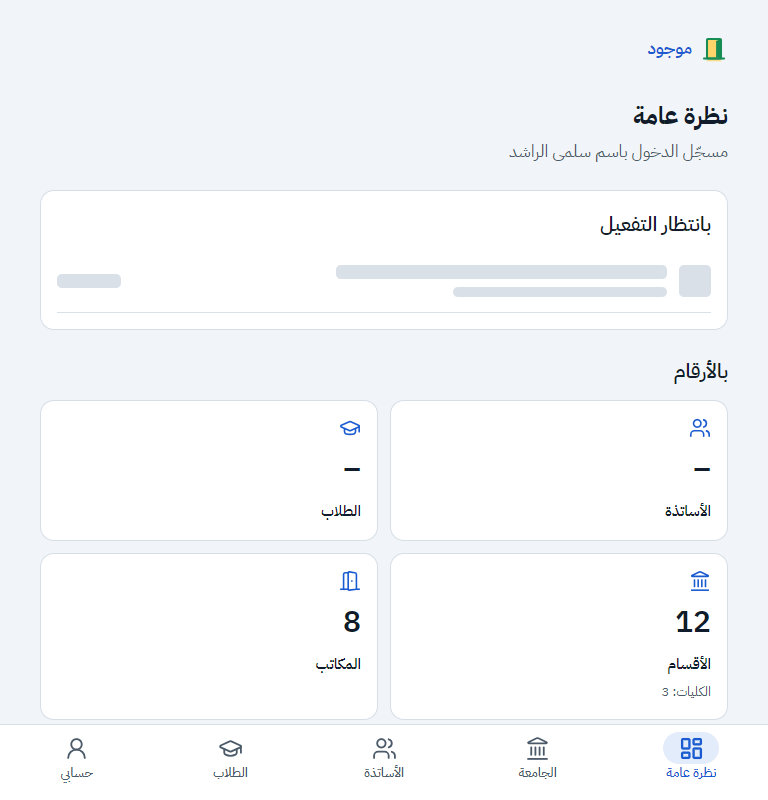 موجود
نظرة عامة
مسجّل الدخول باسم سلمى الراشد
بانتظار التفعيل
بالأرقام
–
الأساتذة
–
الطلاب
12
الأقسام
الكليات: 3
8
المكاتب
نظرة عامة
الجامعة
الأساتذة
الطلاب
حسابي